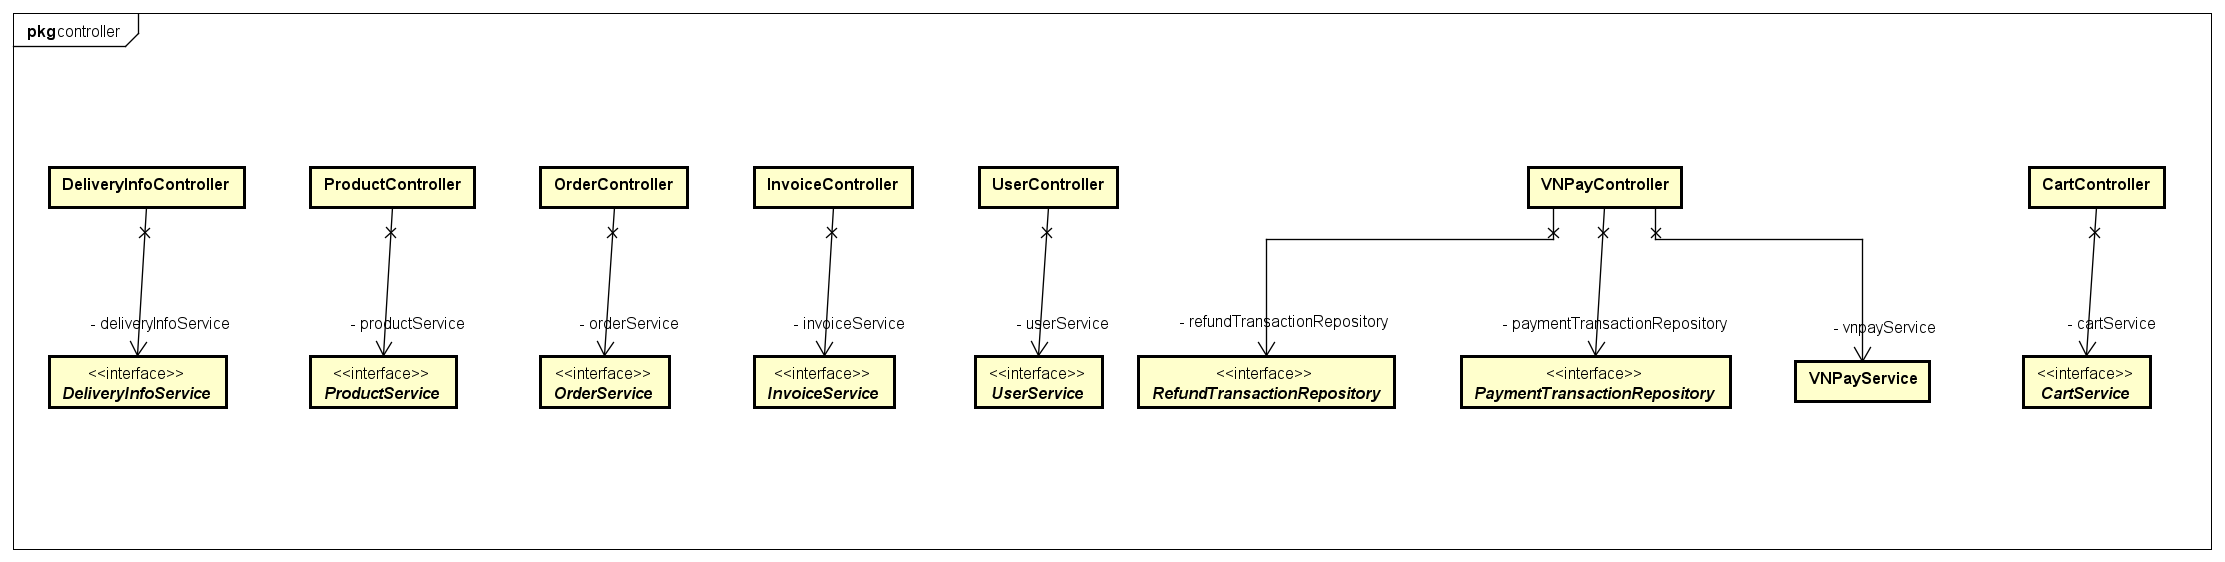 pkg controller
DeliveryInfoController
ProductController
OrderController
InvoiceController
UserController
VNPayController
CartController
- deliveryInfoService
- productService
- orderService
- invoiceService
- userService
- refundTransactionRepository
- paymentTransactionRepository
- vnpayService
- cartService
<<interface>>
DeliveryInfoService
<<interface>>
ProductService
<<interface>>
OrderService
<<interface>>
InvoiceService
<<interface>>
UserService
<<interface>>
RefundTransactionRepository
<<interface>>
PaymentTransactionRepository
VNPayService
<<interface>>
CartService